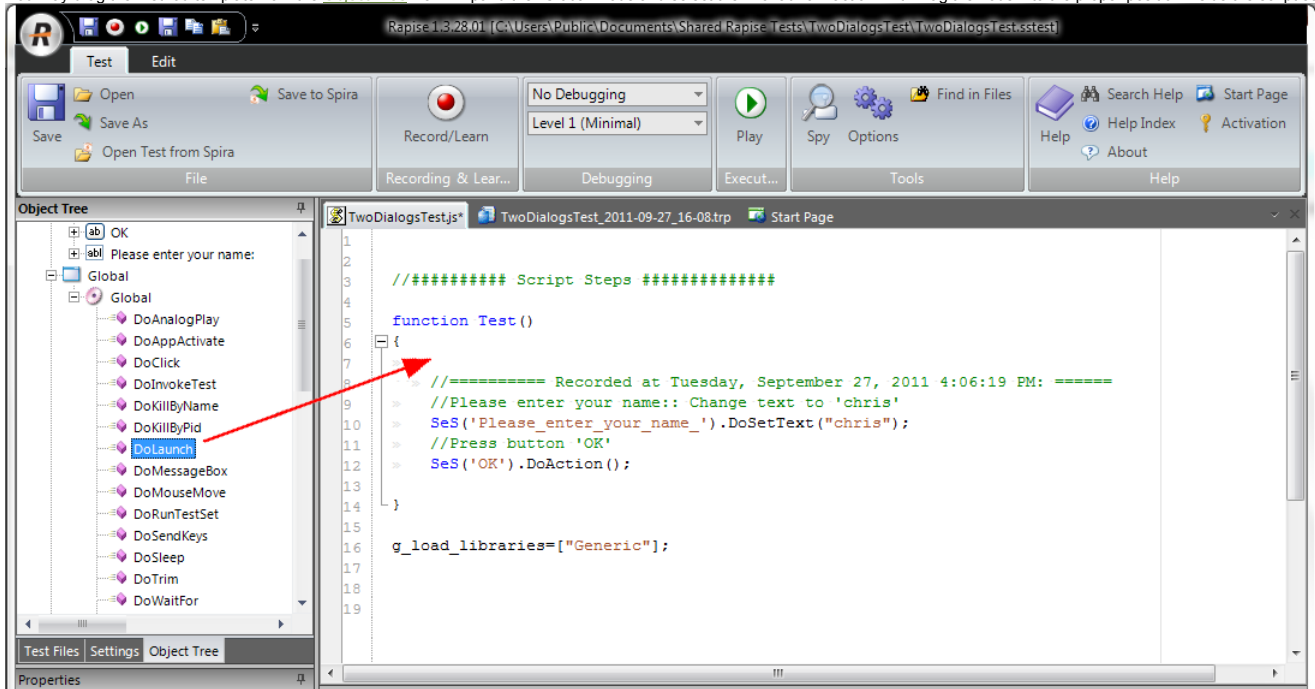 Rapise 1.3.28.01 [C:\Users\Public\Documents\Shared Rapise Tests\TwoDialogsTest\TwoDialogsTest.sstest]
Test Edit
Open Save to Spira
Save As
Save
Open Test from Spira
File
Record/Learn
Recording & Lear...
No Debugging
Level 1 (Minimal)
Debugging
Play
Execut...
Spy Options
Find in Files
Tools
Help
Search Help Start Page
Help Index Activation
About
Help
Object Tree
ab OK
abl Please enter your name:
Global
Global
DoAnalogPlay
DoAppActivate
DoClick
DoInvokeTest
DoKillByName
DoKillByPid
DoLaunch
DoMessageBox
DoMouseMove
DoRunTestSet
DoSendKeys
DoSleep
DoTrim
DoWaitFor
Test Files Settings Object Tree
Properties
TwoDialogsTest.js* TwoDialogsTest_2011-09-27_16-08.trp Start Page
1
2
3 //########## Script Steps ##############
4
5 function Test()
6 {
7
8 //========== Recorded at Tuesday, September 27, 2011 4:06:19 PM: ======
9 //Please enter your name:: Change text to 'chris'
10 SeS('Please_enter_your_name_').DoSetText("chris");
11 //Press button 'OK'
12 SeS('OK').DoAction();
13
14 }
15
16 g_load_libraries=["Generic"];
17
18
19